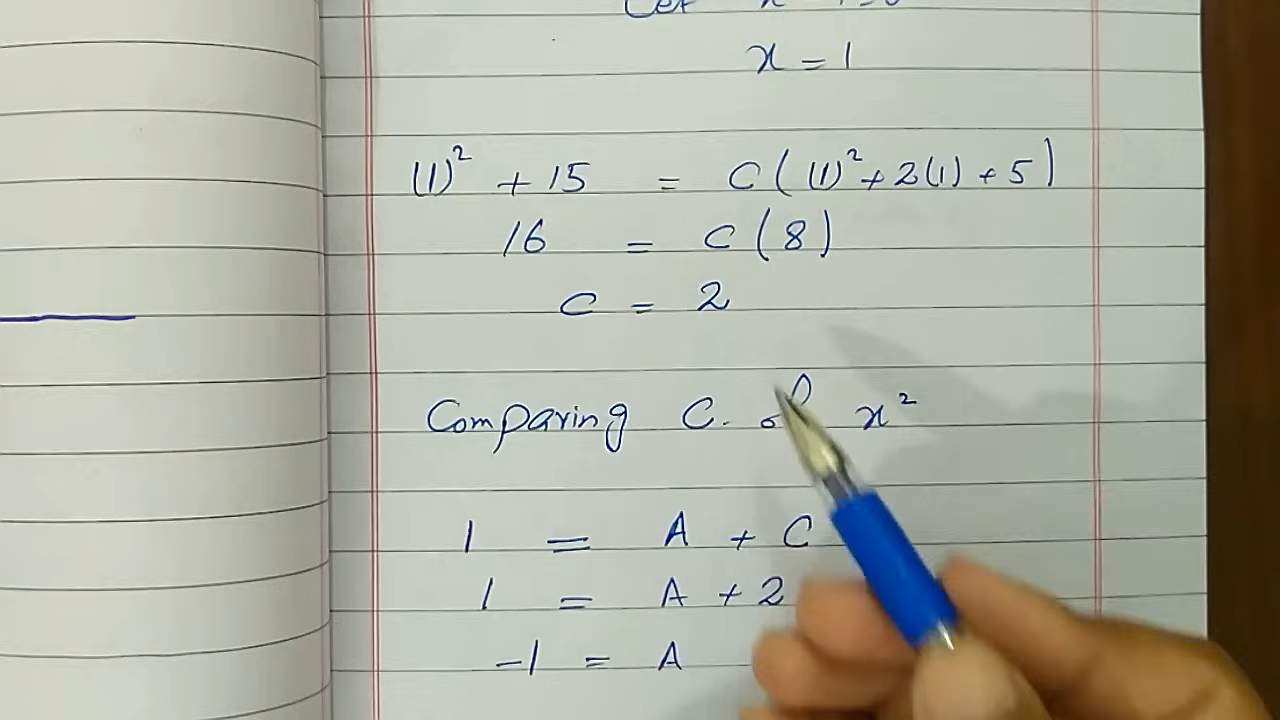 x = 1
(1)² + 15 = C( (1)² + 2(1) + 5 )
16 = C ( 8 )
C = 2
Comparing C. of x²
1 = A + C
1 = A + 2
-1 = A